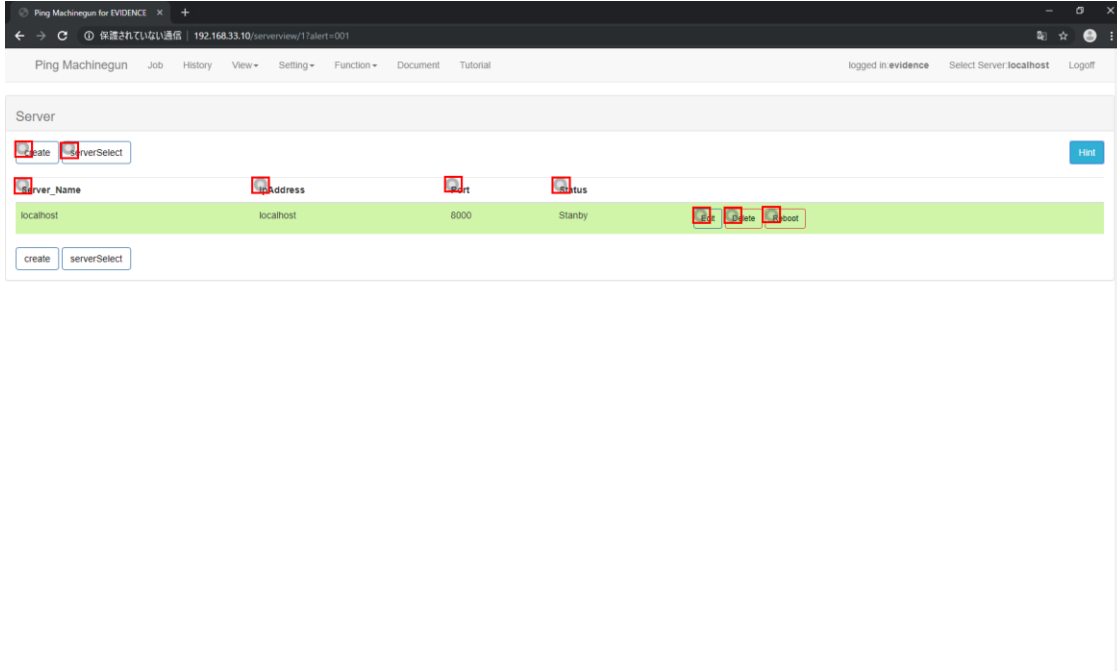 Ping Machinegun for EVIDENCE
保護されていない通信 | 192.168.33.10/serverview/1?alert=001
Ping Machinegun Job History View Setting Function Document Tutorial logged in:evidence Select Server:localhost Logoff
Server
create serverSelect Hint
Server_Name IpAddress Port Status
localhost localhost 8000 Stanby Edit Delete Reboot
create serverSelect